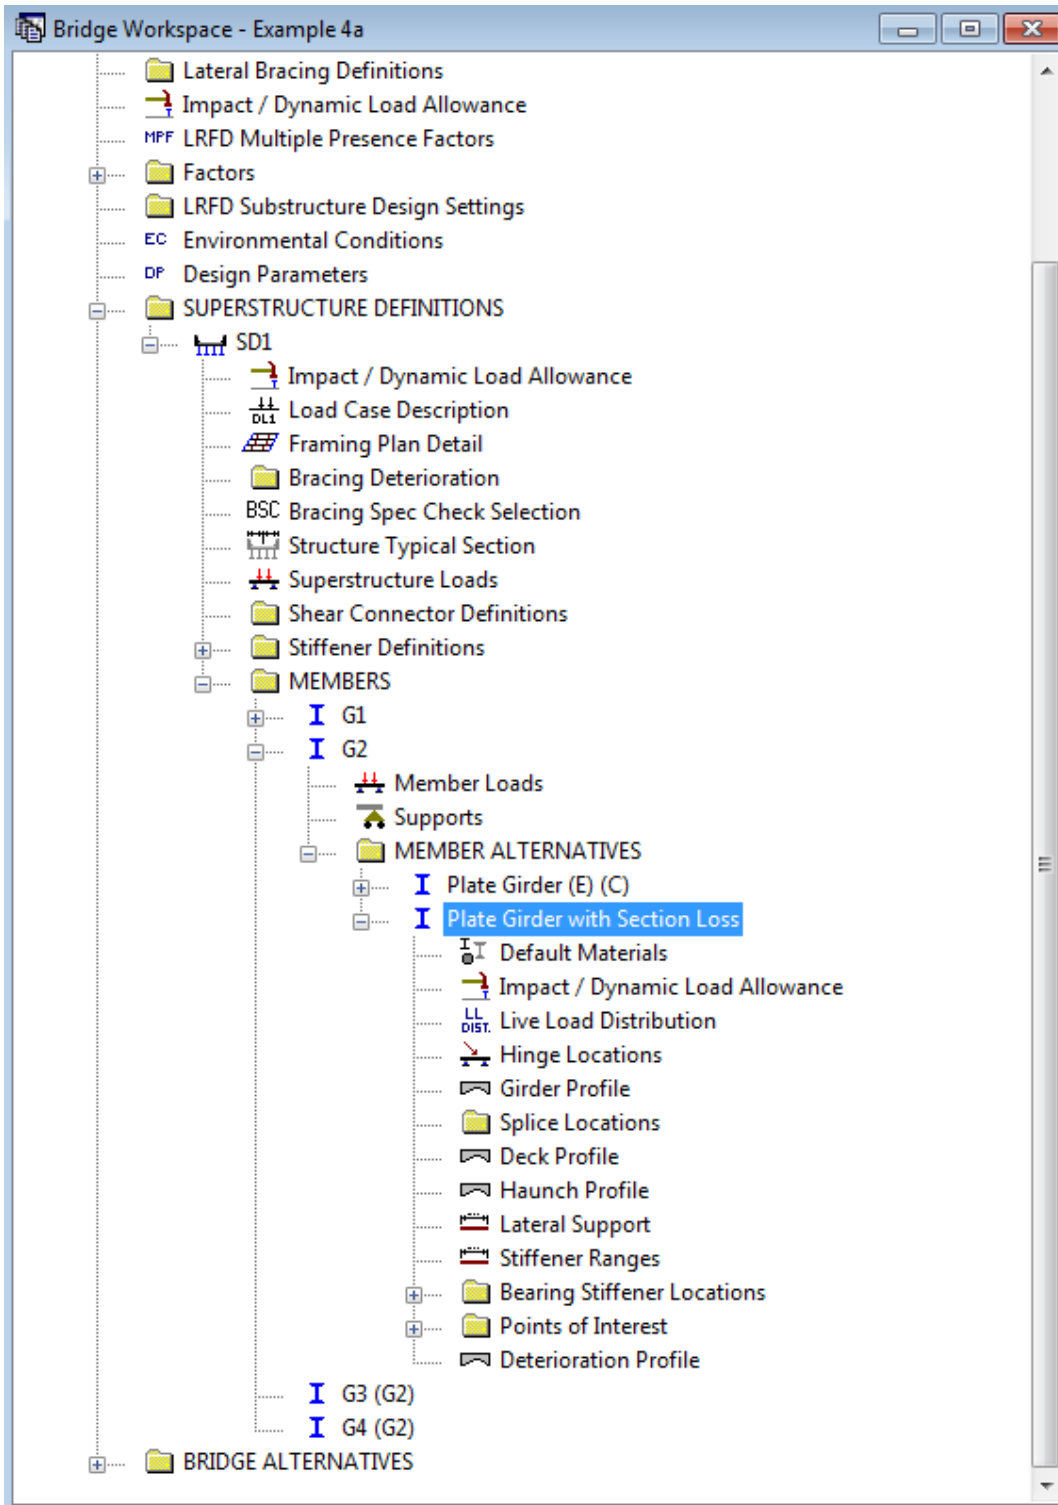 Bridge Workspace - Example 4a
Lateral Bracing Definitions
Impact / Dynamic Load Allowance
MPF LRFD Multiple Presence Factors
Factors
LRFD Substructure Design Settings
EC Environmental Conditions
DP Design Parameters
SUPERSTRUCTURE DEFINITIONS
SD1
Impact / Dynamic Load Allowance
DL1 Load Case Description
Framing Plan Detail
Bracing Deterioration
BSC Bracing Spec Check Selection
Structure Typical Section
Superstructure Loads
Shear Connector Definitions
Stiffener Definitions
MEMBERS
G1
G2
Member Loads
Supports
MEMBER ALTERNATIVES
Plate Girder (E) (C)
Plate Girder with Section Loss
Default Materials
Impact / Dynamic Load Allowance
LL DIST. Live Load Distribution
Hinge Locations
Girder Profile
Splice Locations
Deck Profile
Haunch Profile
Lateral Support
Stiffener Ranges
Bearing Stiffener Locations
Points of Interest
Deterioration Profile
G3 (G2)
G4 (G2)
BRIDGE ALTERNATIVES